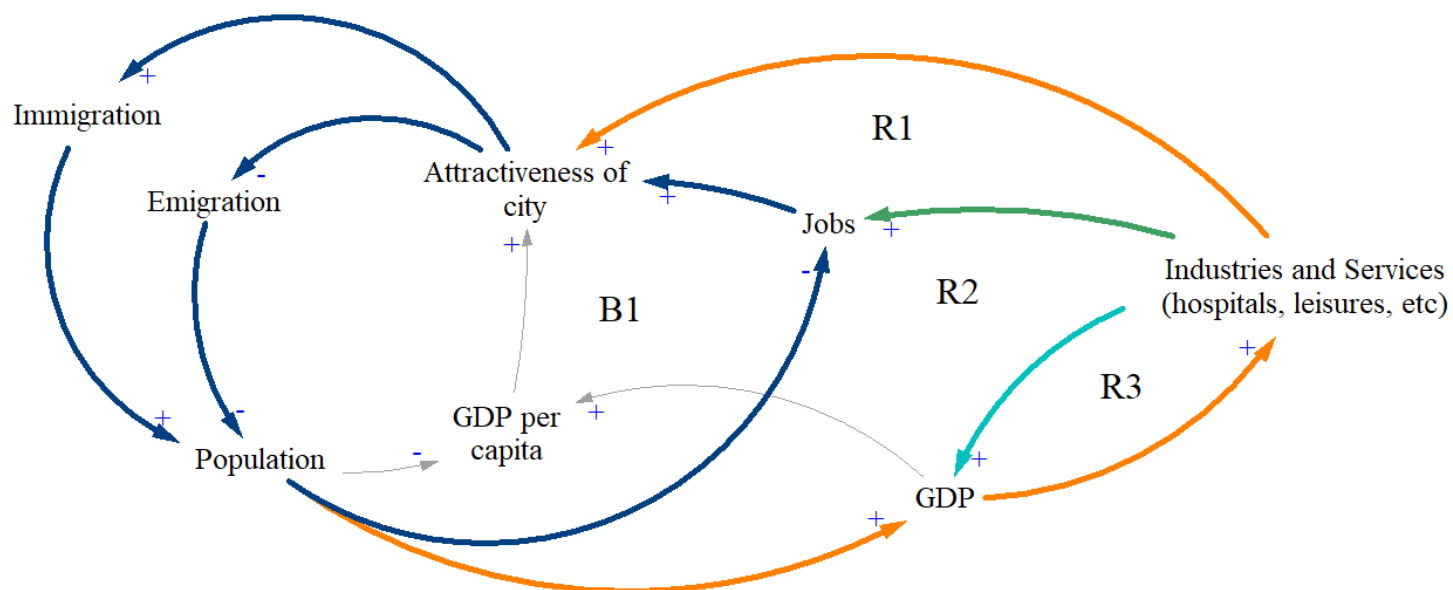 +
R1
Immigration
+
Attractiveness of
city
-
Emigration
+
Jobs
+
+
-
R2
Industries and Services
(hospitals, leisures, etc)
B1
+
R3
+
-
GDP per
capita
+
Population
-
+
GDP
+